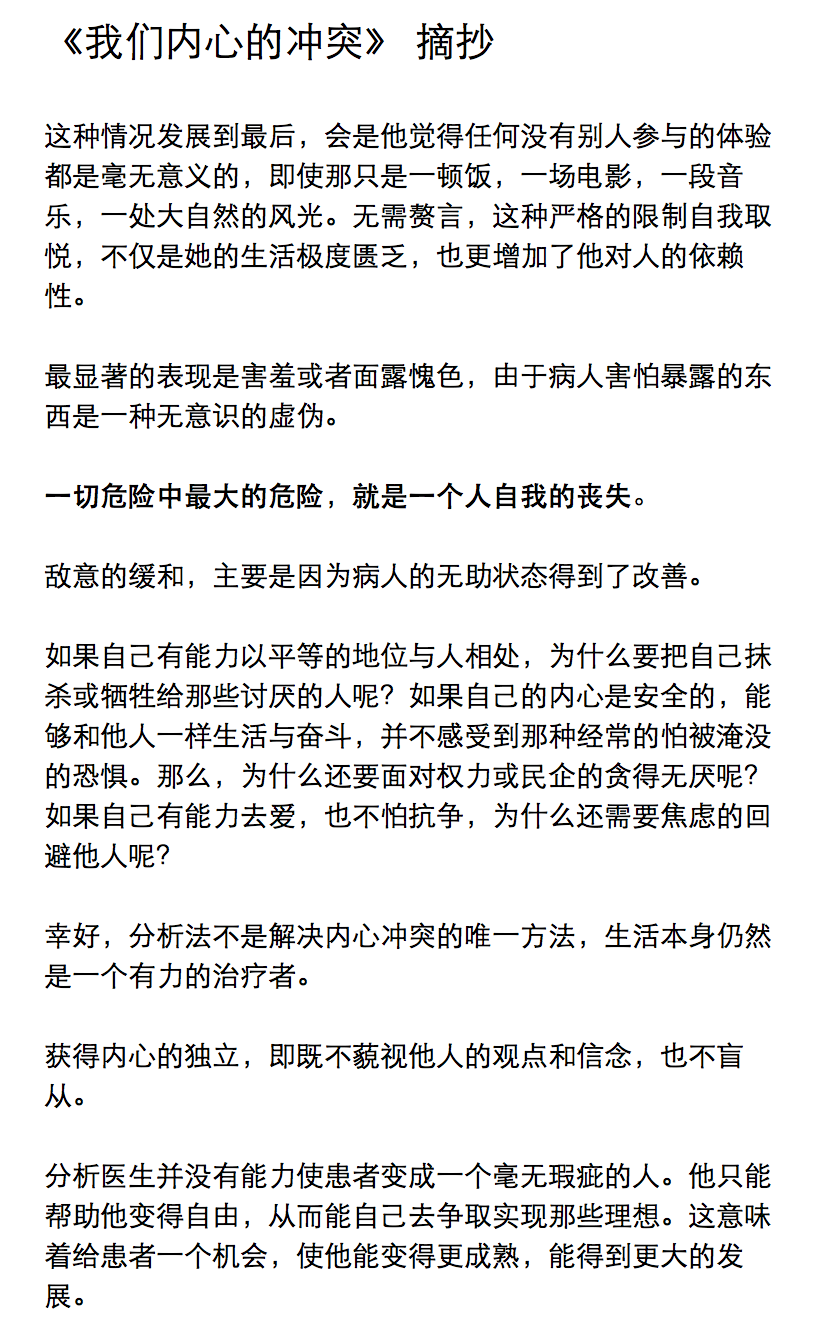 《我们内心的冲突》 摘抄
这种情况发展到最后，会是他觉得任何没有别人参与的体验
都是毫无意义的，即使那只是一顿饭，一场电影，一段音
乐，一处大自然的风光。无需赘言，这种严格的限制自我取
悦，不仅是她的生活极度匮乏，也更增加了他对人的依赖
性。
最显著的表现是害羞或者面露愧色，由于病人害怕暴露的东
西是一种无意识的虚伪。
一切危险中最大的危险，就是一个人自我的丧失。
敌意的缓和，主要是因为病人的无助状态得到了改善。
如果自己有能力以平等的地位与人相处，为什么要把自己抹
杀或牺牲给那些讨厌的人呢？如果自己的内心是安全的，能
够和他人一样生活与奋斗，并不感受到那种经常的怕被淹没
的恐惧。那么，为什么还要面对权力或民企的贪得无厌呢？
如果自己有能力去爱，也不怕抗争，为什么还需要焦虑的回
避他人呢？
幸好，分析法不是解决内心冲突的唯一方法，生活本身仍然
是一个有力的治疗者。
获得内心的独立，即既不藐视他人的观点和信念，也不盲
从。
分析医生并没有能力使患者变成一个毫无瑕疵的人。他只能
帮助他变得自由，从而能自己去争取实现那些理想。这意味
着给患者一个机会，使他能变得更成熟，能得到更大的发
展。